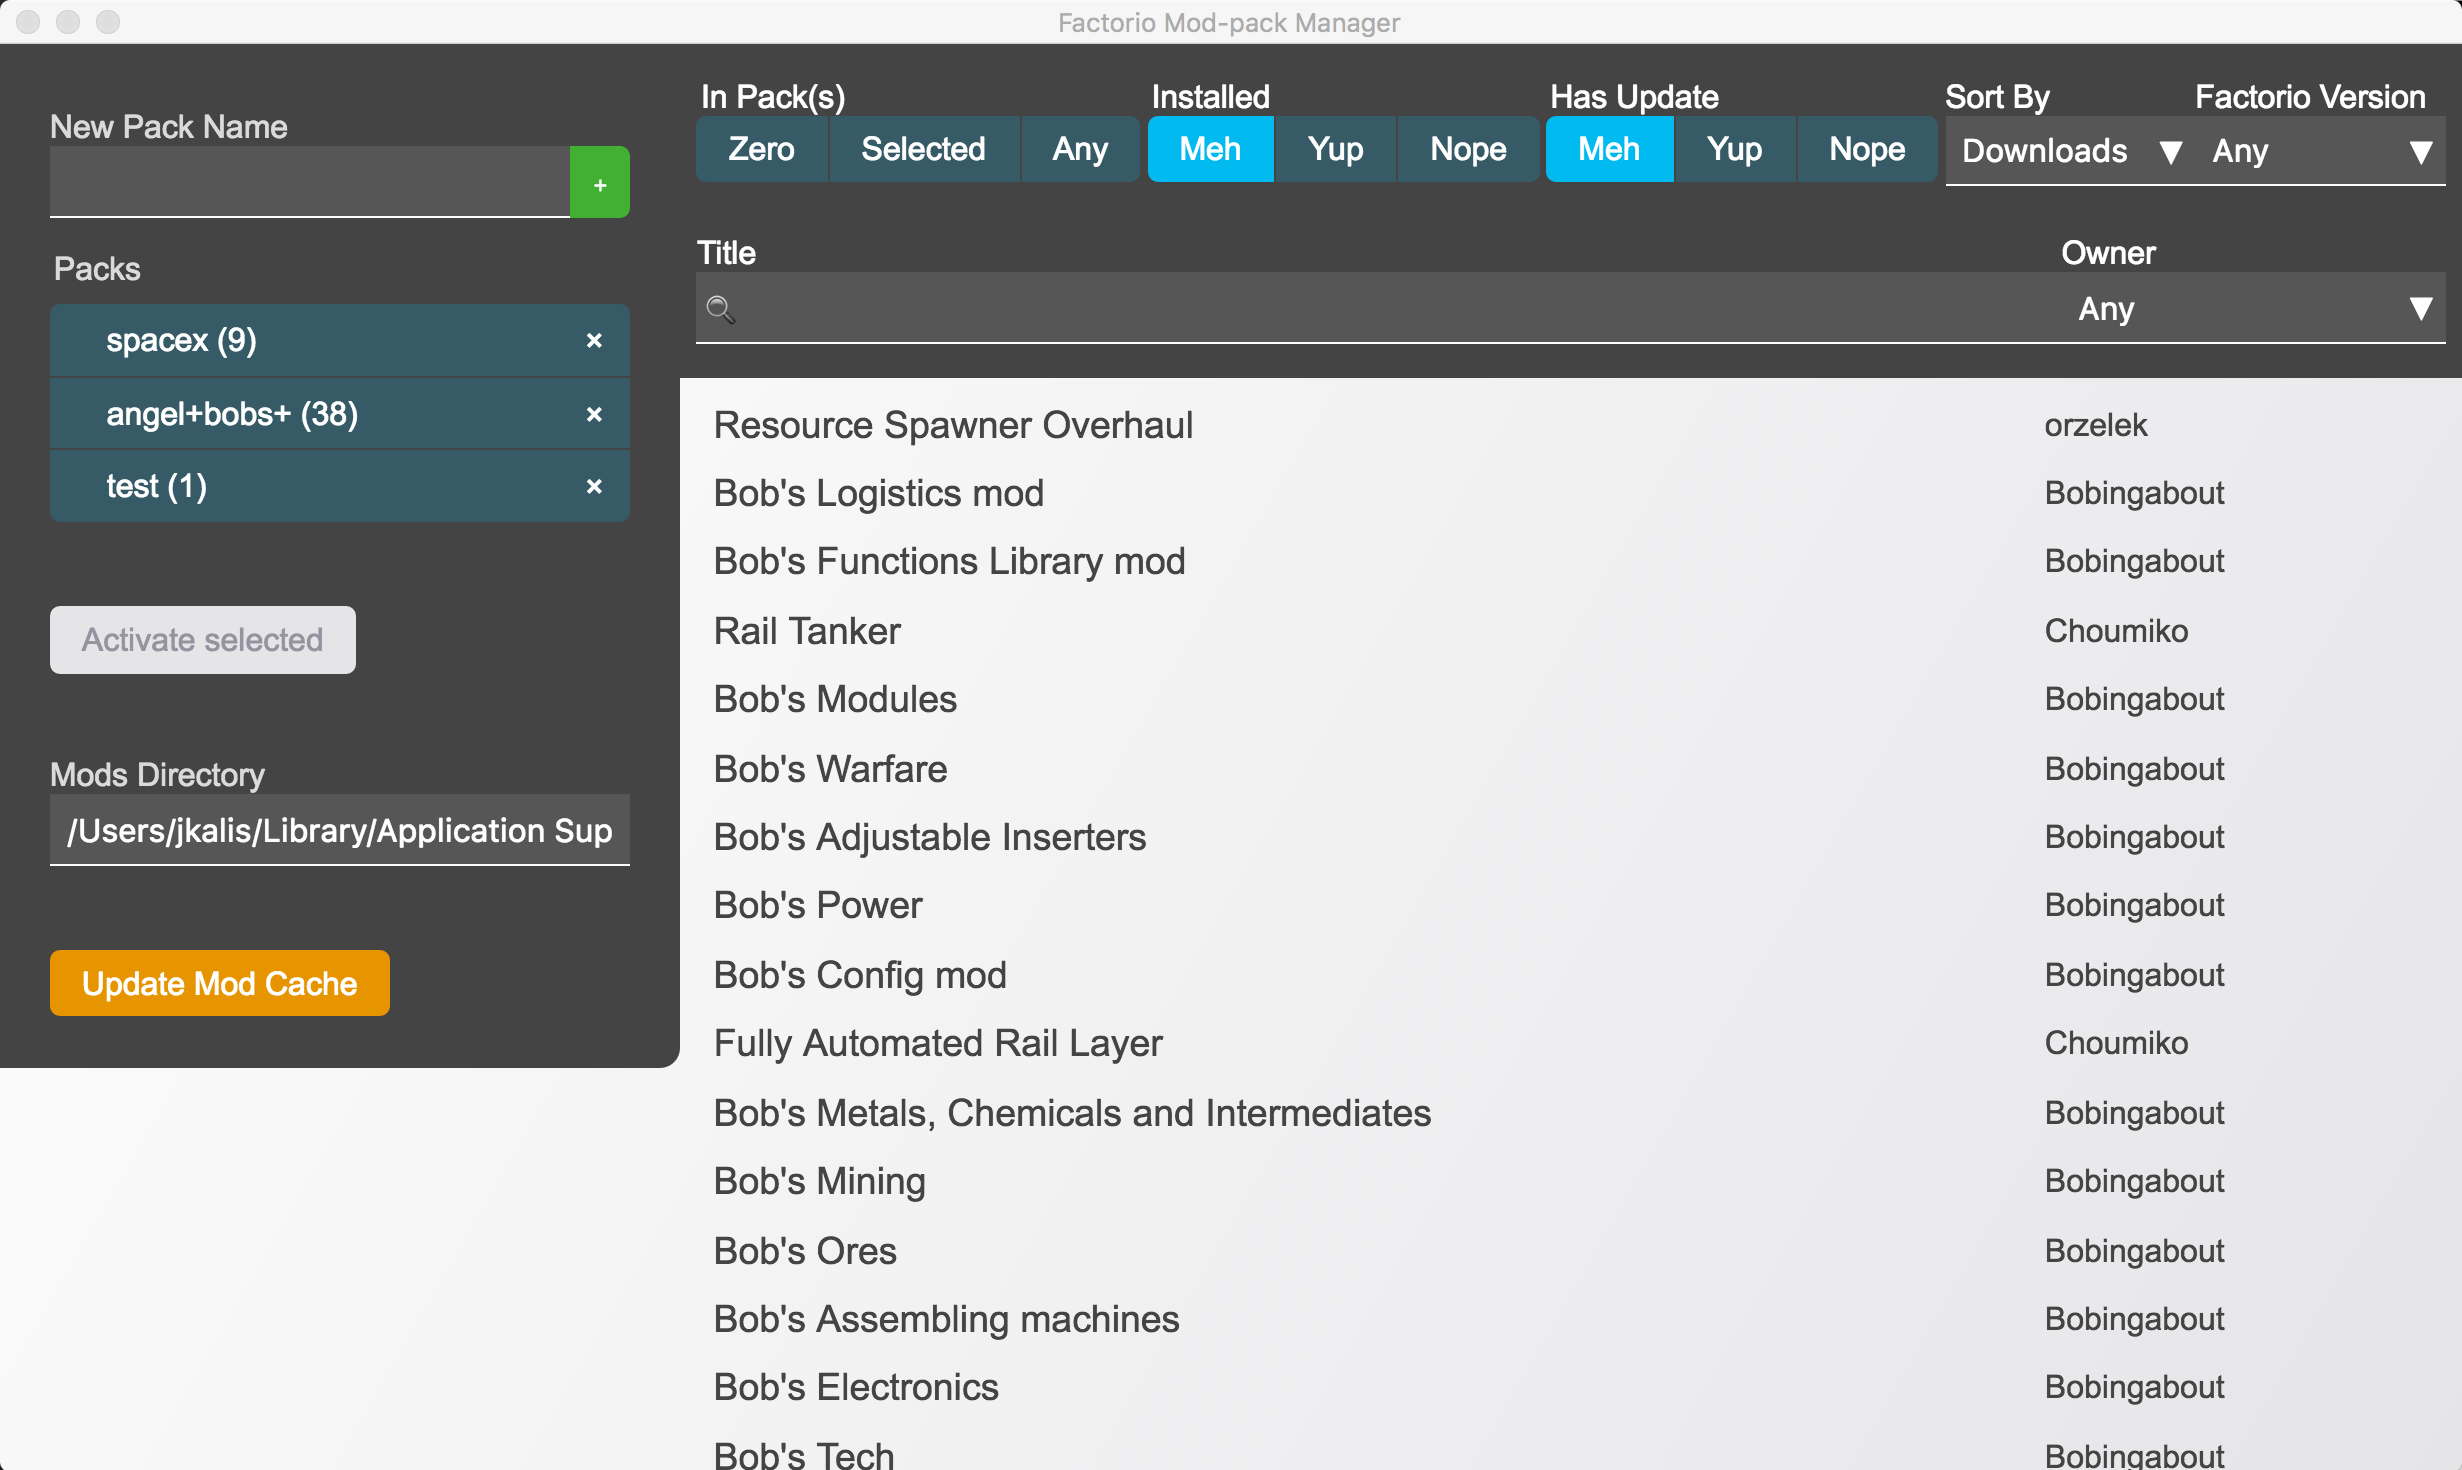 Factorio Mod-pack Manager
New Pack Name
+
Packs
spacex (9) ×
angel+bobs+ (38) ×
test (1) ×
Activate selected
Mods Directory
/Users/jkalis/Library/Application Sup
Update Mod Cache
In Pack(s) Installed Has Update Sort By Factorio Version
Zero Selected Any Meh Yup Nope Meh Yup Nope Downloads ▼ Any ▼
Title Owner
Any ▼
Resource Spawner Overhaul orzelek
Bob's Logistics mod Bobingabout
Bob's Functions Library mod Bobingabout
Rail Tanker Choumiko
Bob's Modules Bobingabout
Bob's Warfare Bobingabout
Bob's Adjustable Inserters Bobingabout
Bob's Power Bobingabout
Bob's Config mod Bobingabout
Fully Automated Rail Layer Choumiko
Bob's Metals, Chemicals and Intermediates Bobingabout
Bob's Mining Bobingabout
Bob's Ores Bobingabout
Bob's Assembling machines Bobingabout
Bob's Electronics Bobingabout
Bob's Tech Bobingabout